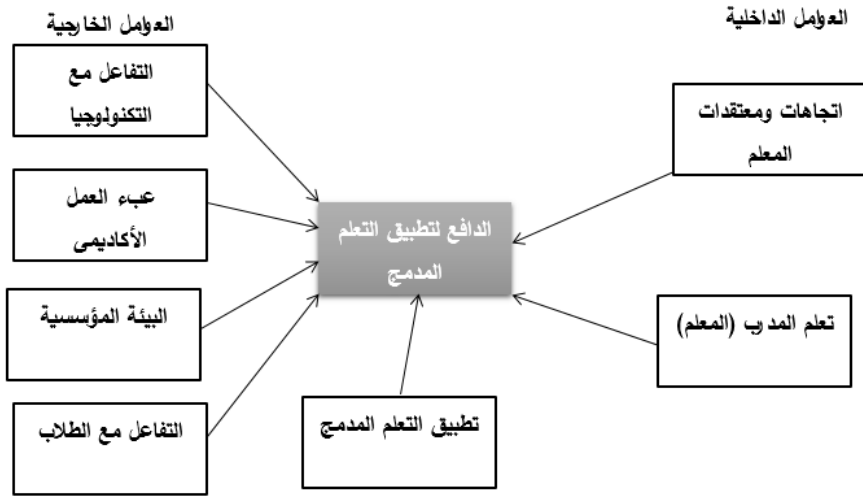 العوامل الداخلية
العوامل الخارجية
التفاعل مع
التكنولوجيا
اتجاهات ومعتقدات
المعلم
عبء العمل
الأكاديمى
الدافع لتطبيق التعلم
المدمج
البيئة المؤسسية
تعلم المدرب (المعلم)
التفاعل مع الطلاب
تطبيق التعلم المدمج